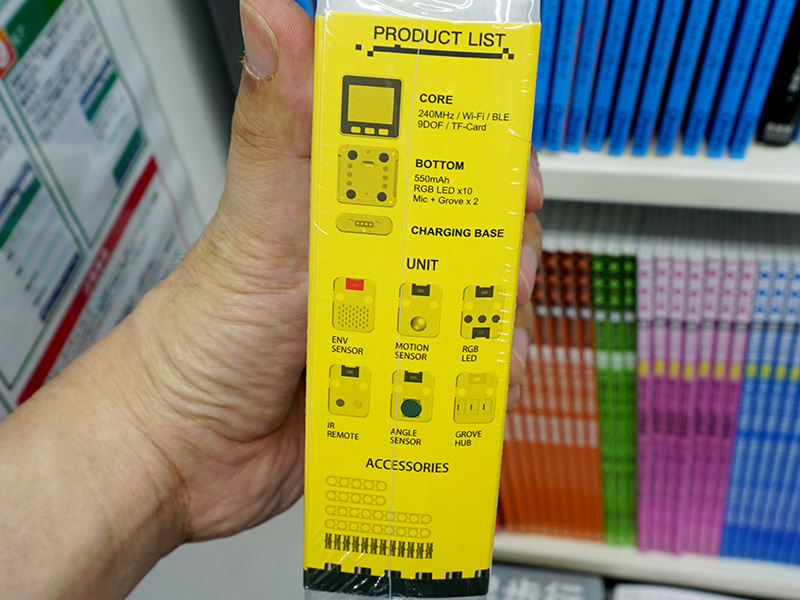 PRODUCT LIST
CORE
240MHz / Wi-Fi / BLE
9DOF / TF-Card
BOTTOM
550mAh
RGB LED x10
Mic + Grove x 2
CHARGING BASE
UNIT
ENV
SENSOR
MOTION
SENSOR
RGB
LED
IR
REMOTE
ANGLE
SENSOR
GROVE
HUB
ACCESSORIES